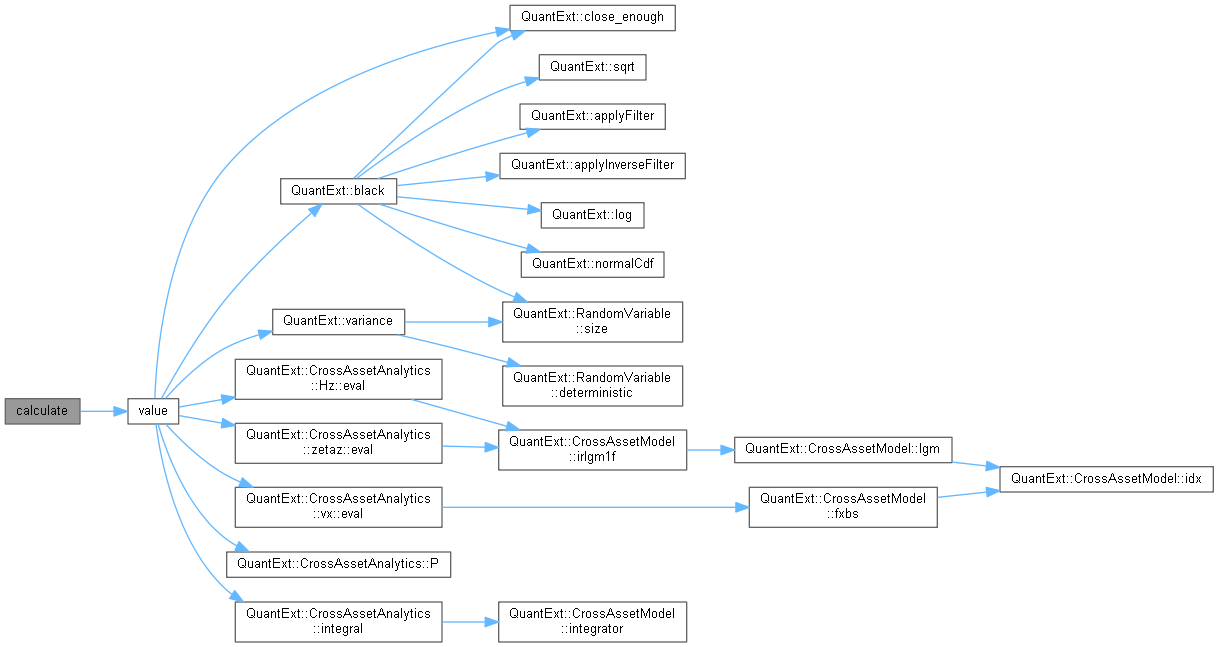 QuantExt::close_enough
QuantExt::sqrt
QuantExt::applyFilter
QuantExt::applyInverseFilter
QuantExt::black
QuantExt::log
QuantExt::normalCdf
QuantExt::RandomVariable
::size
QuantExt::variance
QuantExt::CrossAssetAnalytics
::Hz::eval
QuantExt::RandomVariable
::deterministic
calculate
value
QuantExt::CrossAssetAnalytics
::zetaz::eval
QuantExt::CrossAssetModel
::irlgm1f
QuantExt::CrossAssetModel::lgm
QuantExt::CrossAssetModel::idx
QuantExt::CrossAssetAnalytics
::vx::eval
QuantExt::CrossAssetModel
::fxbs
QuantExt::CrossAssetAnalytics::P
QuantExt::CrossAssetAnalytics
::integral
QuantExt::CrossAssetModel
::integrator